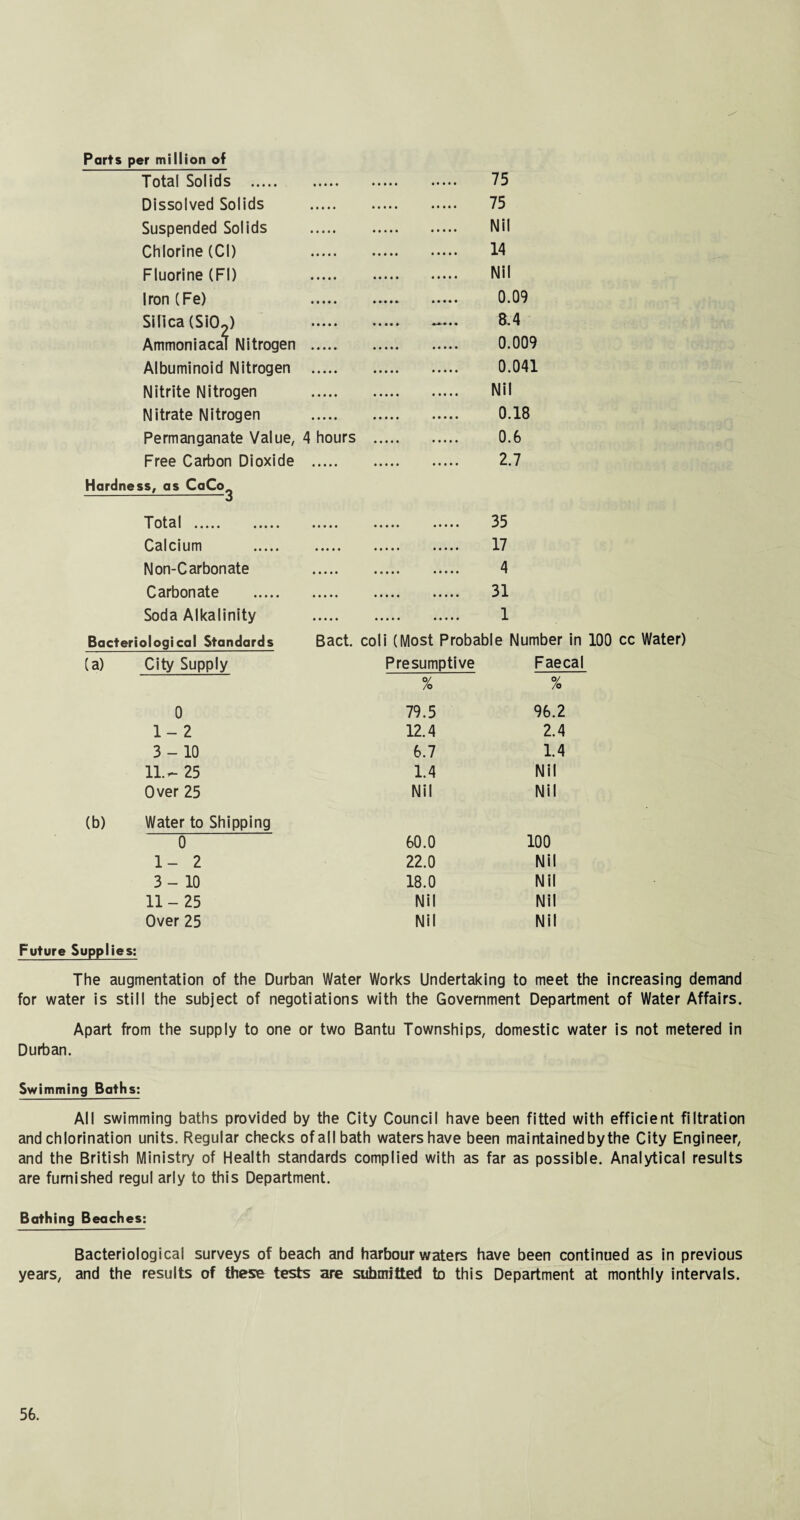 Parts per million of
Total Solids ..... ..... ..... ..... 75
Dissolved Solids ..... ..... ..... 75
Suspended Solids ..... ..... ..... Nil
Chlorine (Cl) ..... ..... ..... 14
Fluorine (Fl) ..... ..... ..... Nil
Iron (Fe) ..... ..... ..... 0.09
Silica (SiO2) ..... ..... ..... 8.4
Ammoniacal Nitrogen ..... ..... ..... 0.009
Albuminoid Nitrogen ..... ..... ..... 0.041
Nitrite Nitrogen ..... ..... ..... Nil
Nitrate Nitrogen ..... ..... ..... 0.18
Permanganate Value, 4 hours ..... ..... 0.6
Free Carbon Dioxide ..... ..... ..... 2.7
Hardness, as CaCo3
Total ..... ..... ..... ..... ..... 35
Calcium ..... ..... ..... ..... 17
Non-Carbonate ..... ..... ..... 4
Carbonate ..... ..... ..... ..... 31
Soda Alkalinity ..... ..... ..... 1
Bacteriological Standards Bact. coli (Most Probable Number in 100 cc Water)
(a) City Supply Presumptive Faecal
% %
0 79.5 96.2
1 - 2 12.4 2.4
3 - 10 6.7 1.4
11.- 25 1.4 Nil
Over 25 Nil Nil
(b) Water to Shipping
0 60.0 100
1 - 2 22.0 Nil
3 - 10 18.0 Nil
11 - 25 Nil Nil
Over 25 Nil Nil
Future Supplies:
The augmentation of the Durban Water Works Undertaking to meet the increasing demand
for water is still the subject of negotiations with the Government Department of Water Affairs.
Apart from the supply to one or two Bantu Townships, domestic water is not metered in
Durban.
Swimming Baths:
All swimming baths provided by the City Council have been fitted with efficient filtration
and chlorination units. Regular checks of all bath waters have been maintained by the City Engineer,
and the British Ministry of Health standards complied with as far as possible. Analytical results
are furnished regul arly to this Department.
Bathing Beaches:
Bacteriological surveys of beach and harbour waters have been continued as in previous
years, and the results of these tests are submitted to this Department at monthly intervals.
56.